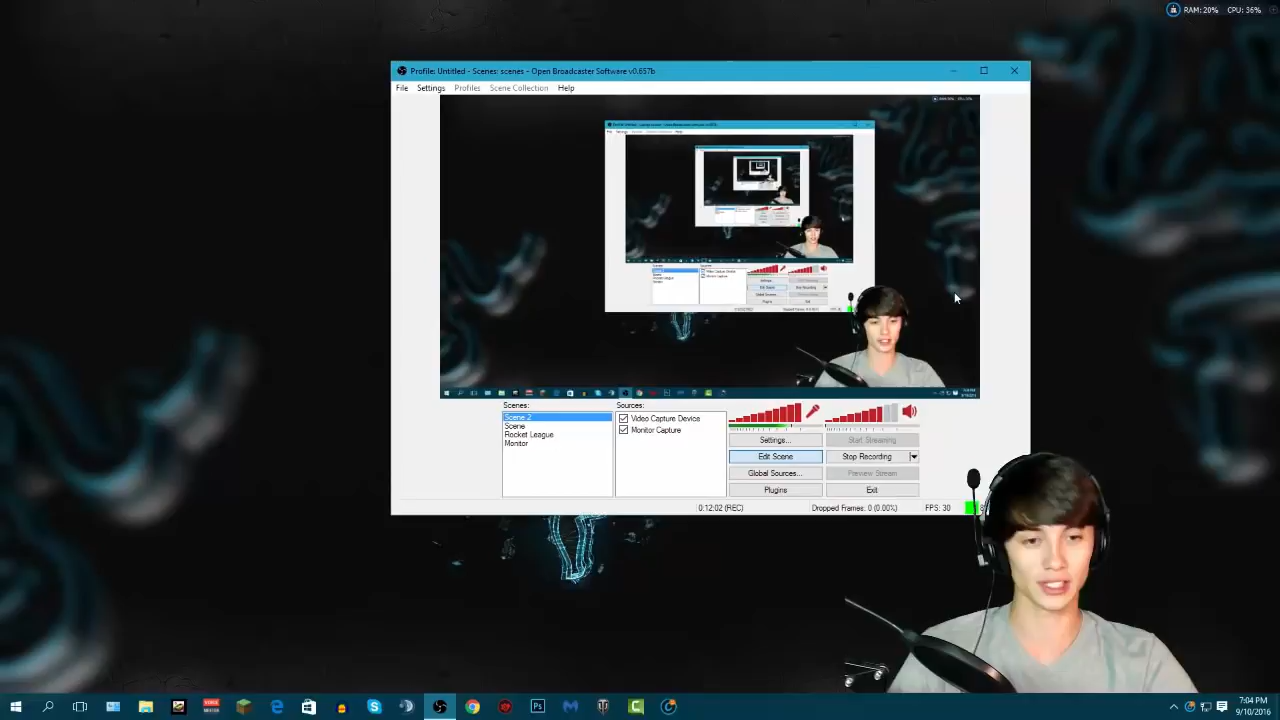 RAM: 20% CPU: 36%
Profile: Untitled - Scenes: scenes - Open Broadcaster Software v0.657b
File Settings Profiles Scene Collection Help
Scenes:
Scene 2
Scene
Rocket League
Monitor
Sources:
Video Capture Device
Monitor Capture
Settings...
Start Streaming
Edit Scene
Stop Recording
Global Sources...
Preview Stream
Plugins
Exit
0:12:02 (REC)
Dropped Frames: 0 (0.00%)
FPS: 30
Ps
7:04 PM
9/10/2016